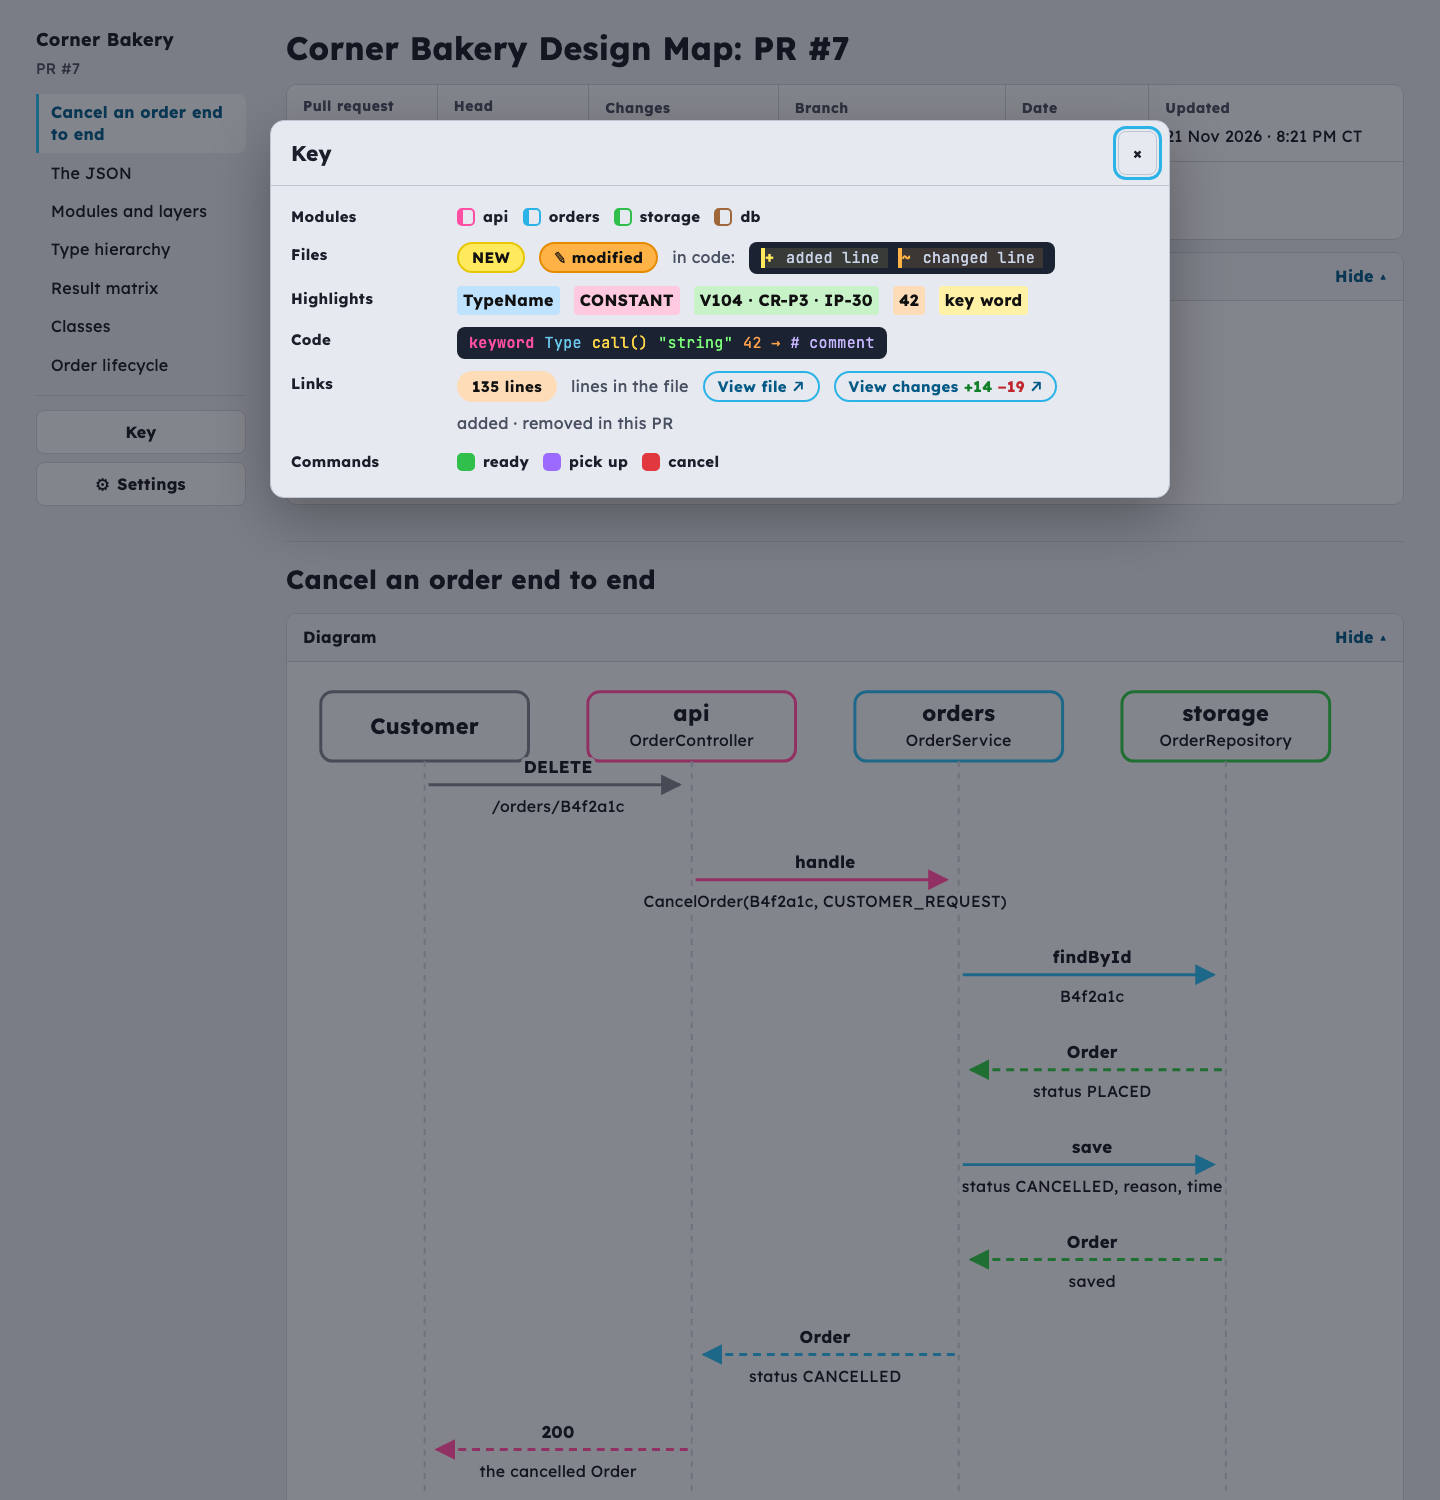 Corner Bakery
PR #7
Cancel an order end
to end
The JSON
Modules and layers
Type hierarchy
Result matrix
Classes
Order lifecycle
Key
⚙ Settings
Corner Bakery Design Map: PR #7
Pull request Head Changes Branch Date Updated
21 Nov 2026 · 8:21 PM CT
Hide ▴
Key ×
Modules api orders storage db
Files NEW ✎ modified in code: + added line ~ changed line
Highlights TypeName CONSTANT V104 · CR-P3 · IP-30 42 key word
Code keyword Type call() "string" 42 → # comment
Links 135 lines lines in the file View file ↗ View changes +14 −19 ↗
added · removed in this PR
Commands ready pick up cancel
Cancel an order end to end
Diagram Hide ▴
Customer api orders storage
OrderController OrderService OrderRepository
DELETE
/orders/B4f2a1c
handle
CancelOrder(B4f2a1c, CUSTOMER_REQUEST)
findById
B4f2a1c
Order
status PLACED
save
status CANCELLED, reason, time
Order
saved
Order
status CANCELLED
200
the cancelled Order